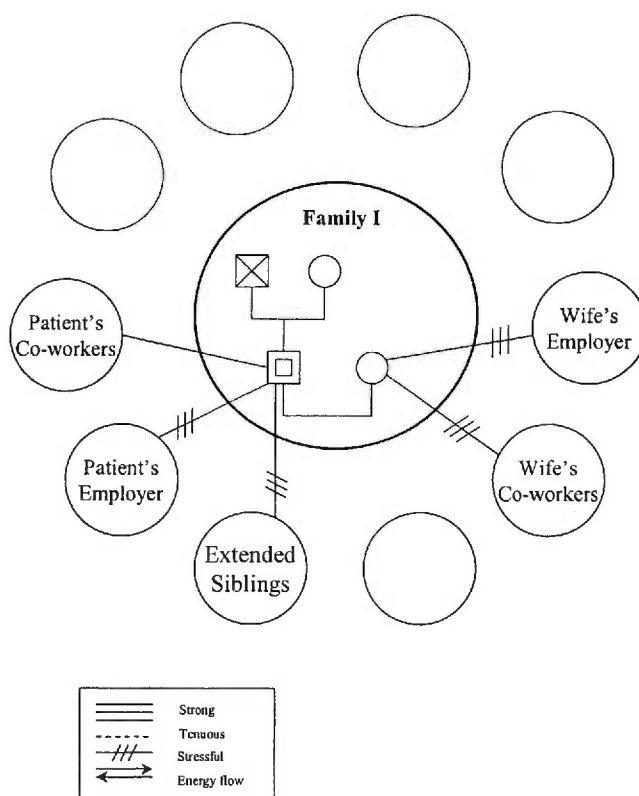 Family I
Patient's
Co-workers
Wife's
Employer
Patient's
Employer
Wife's
Co-workers
Extended
Siblings
Strong
Tenuous
Stressful
Energy flow